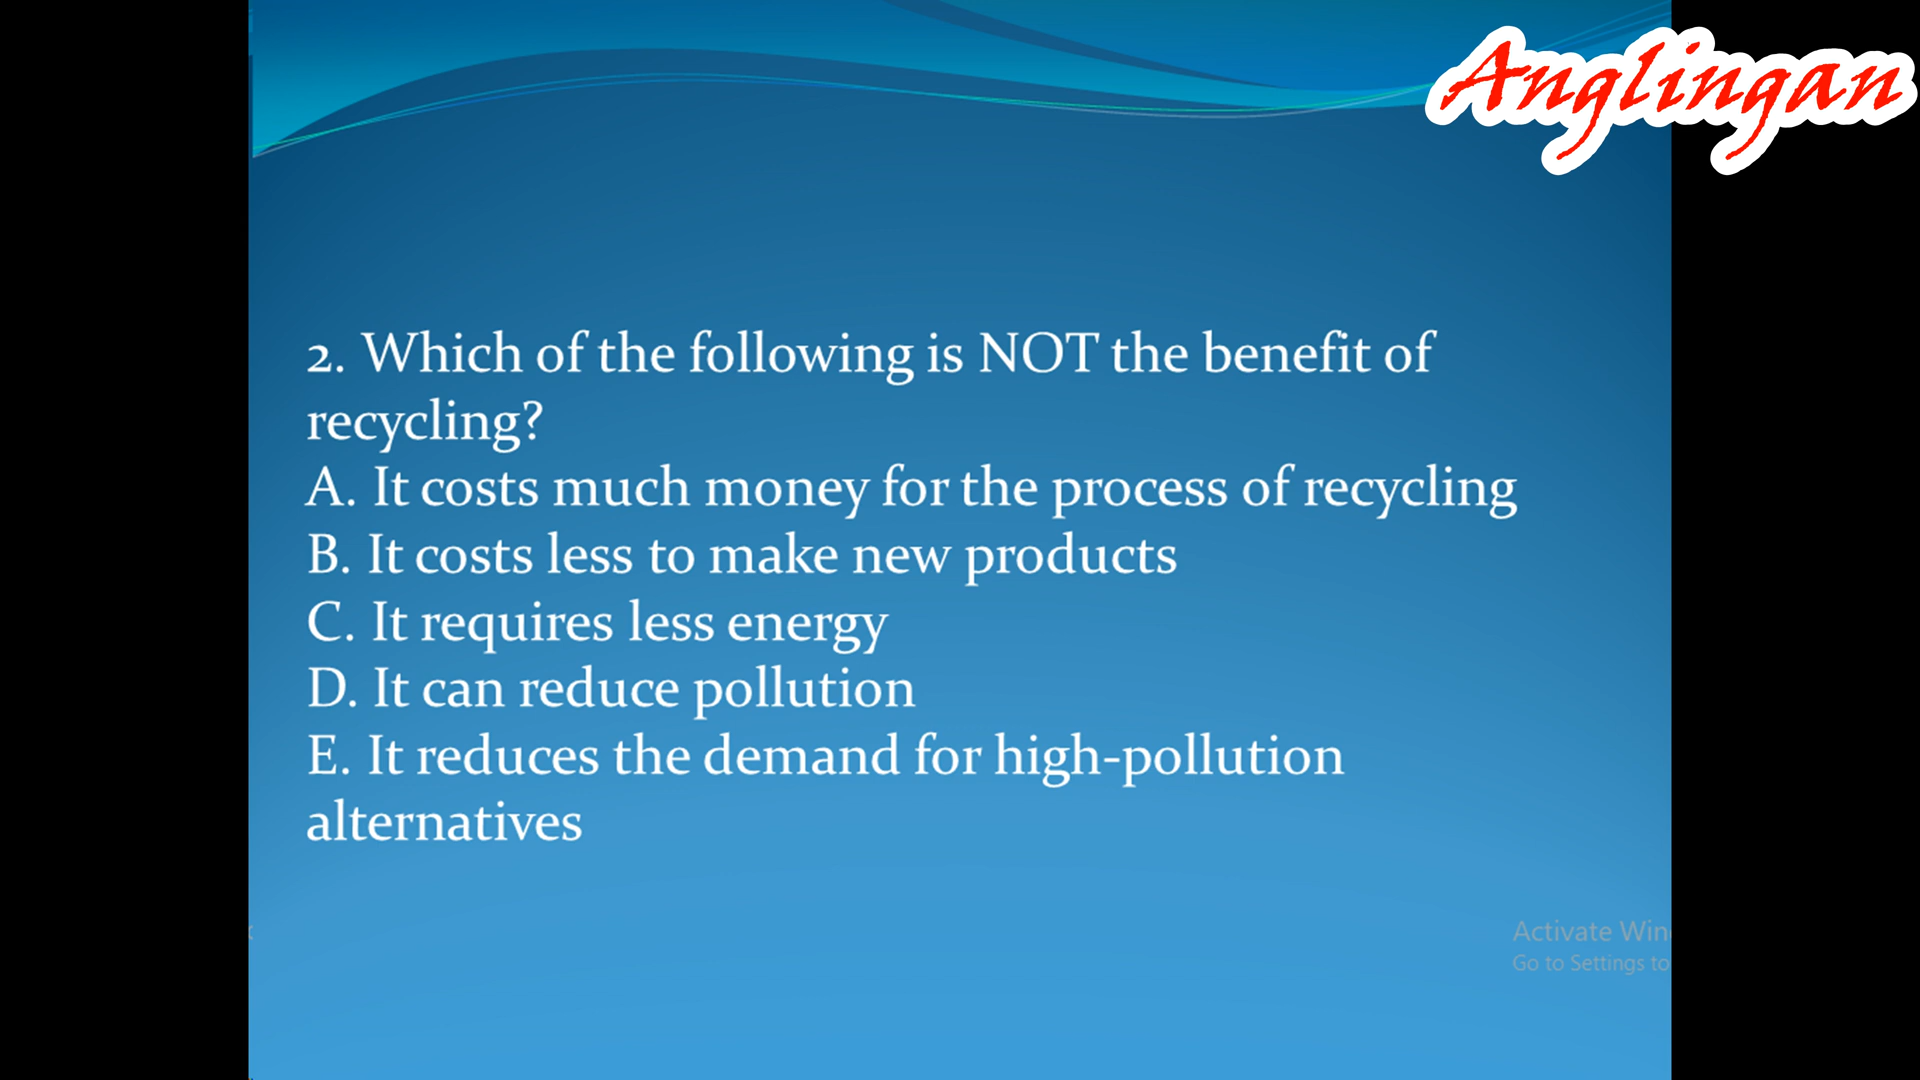 Anglingan
2. Which of the following is NOT the benefit of
recycling?
A. It costs much money for the process of recycling
B. It costs less to make new products
C. It requires less energy
D. It can reduce pollution
E. It reduces the demand for high-pollution
alternatives
Activate Win
Go to Settings to